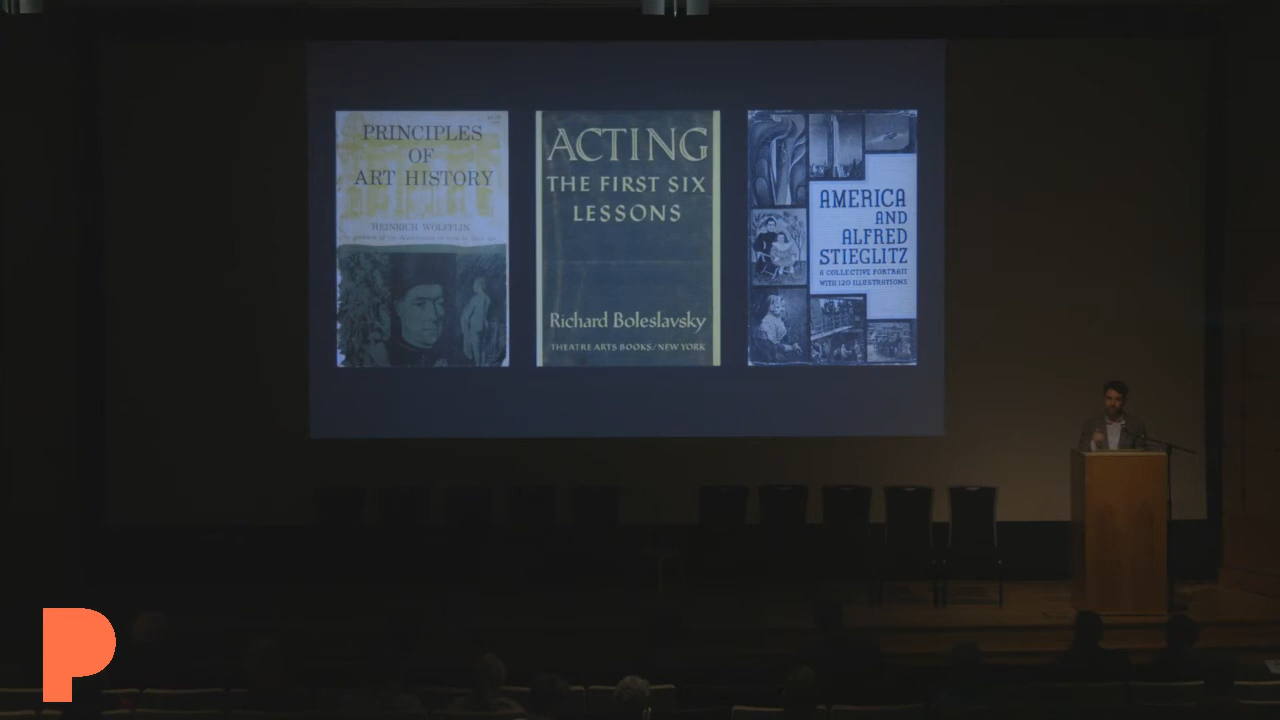 PRINCIPLES
OF
ART HISTORY
HEINRICH WÖLFFLIN
ACTING
THE FIRST SIX
LESSONS
Richard Boleslavsky
THEATRE ARTS BOOKS/NEW YORK
AMERICA
AND
ALFRED
STIEGLITZ
A COLLECTIVE PORTRAIT
WITH 120 ILLUSTRATIONS
P